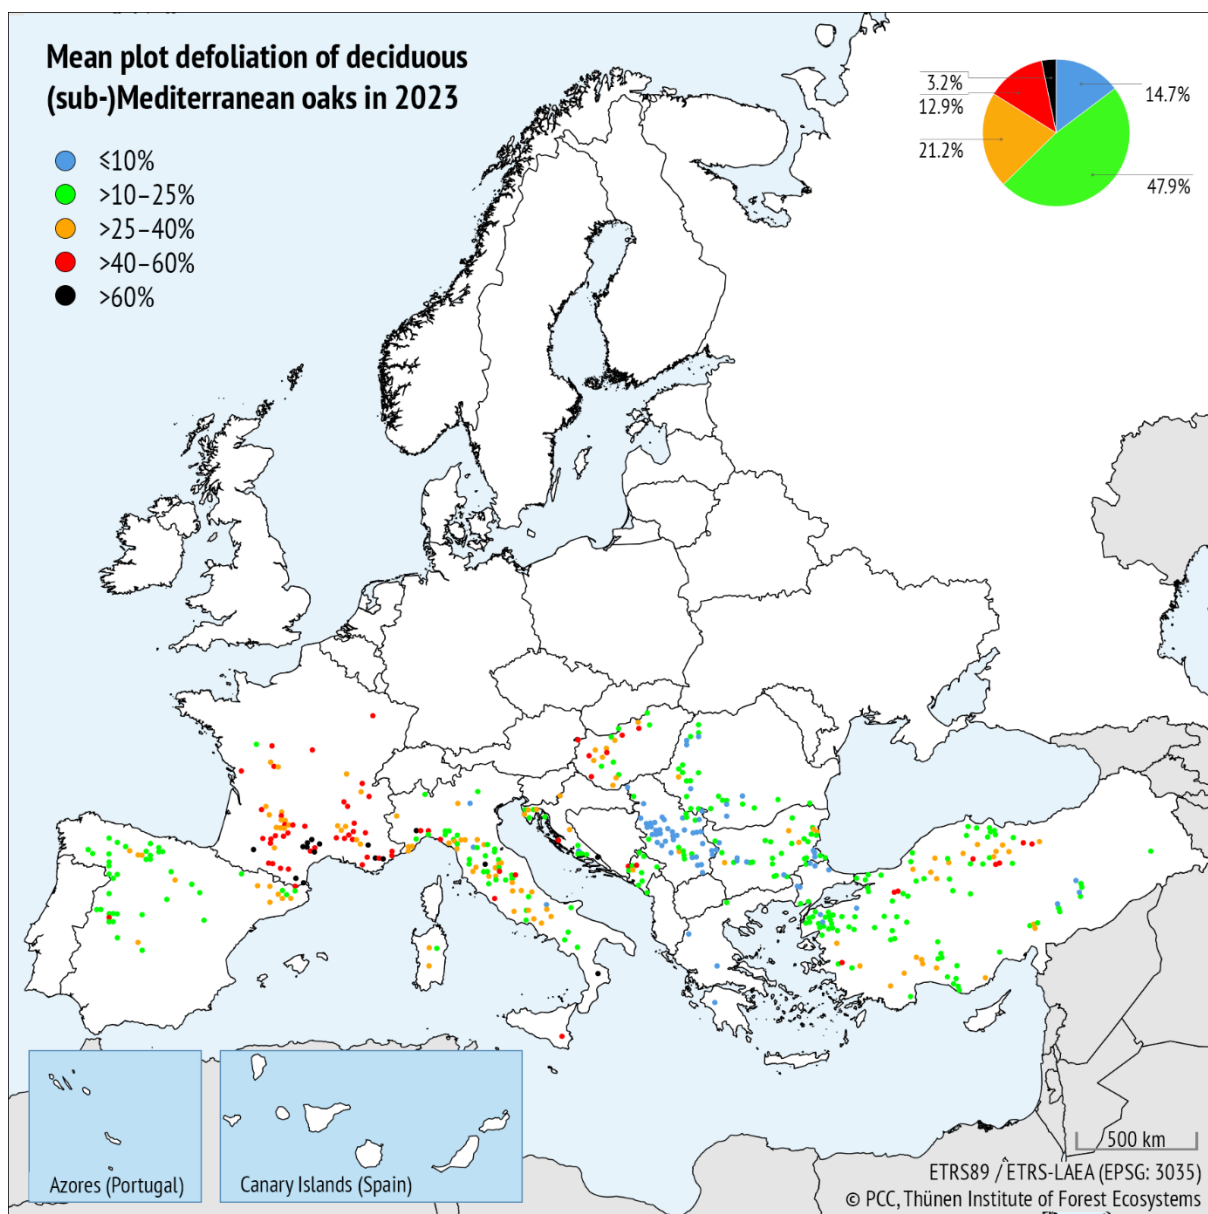 Mean plot defoliation of deciduous
(sub-)Mediterranean oaks in 2023
≤10%
>10–25%
>25–40%
>40–60%
>60%
3.2%
12.9%
21.2%
14.7%
47.9%
Azores (Portugal)
Canary Islands (Spain)
500 km
ETRS89 / ETRS-LAEA (EPSG: 3035)
© PCC, Thünen Institute of Forest Ecosystems